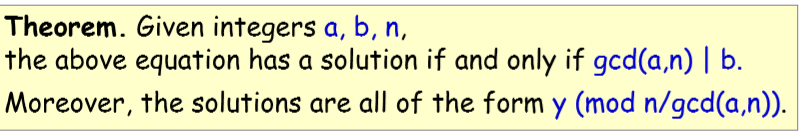 Theorem. Given integers a, b, n,
the above equation has a solution if and only if gcd(a,n) | b.
Moreover, the solutions are all of the form y (mod n/gcd(a,n)).